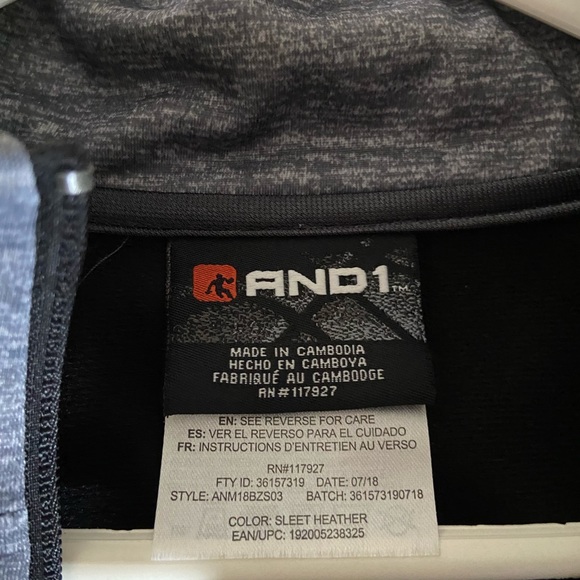 AND1™
MADE IN CAMBODIA
HECHO EN CAMBOYA
FABRIQUÉ AU CAMBODGE
RN#117927
EN: SEE REVERSE FOR CARE
ES: VER EL REVERSO PARA EL CUIDADO
FR: INSTRUCTIONS D'ENTRETIEN AU VERSO
RN#117927
FTY ID: 36157319 DATE: 07/18
STYLE: ANM18BZS03 BATCH: 361573190718
COLOR: SLEET HEATHER
EAN/UPC: 192005238325